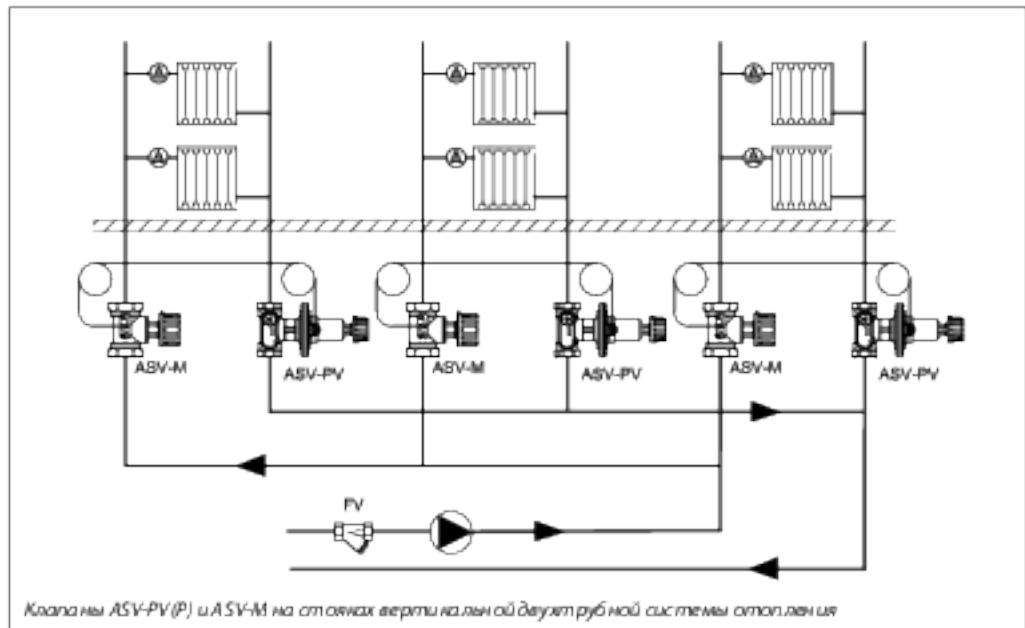 ASV-M ASV-PV ASV-M ASV-PV ASV-M ASV-PV
FV
Клапаны ASV-PV(P) и ASV-M на стояках вертикальной двухтрубной системы отопления